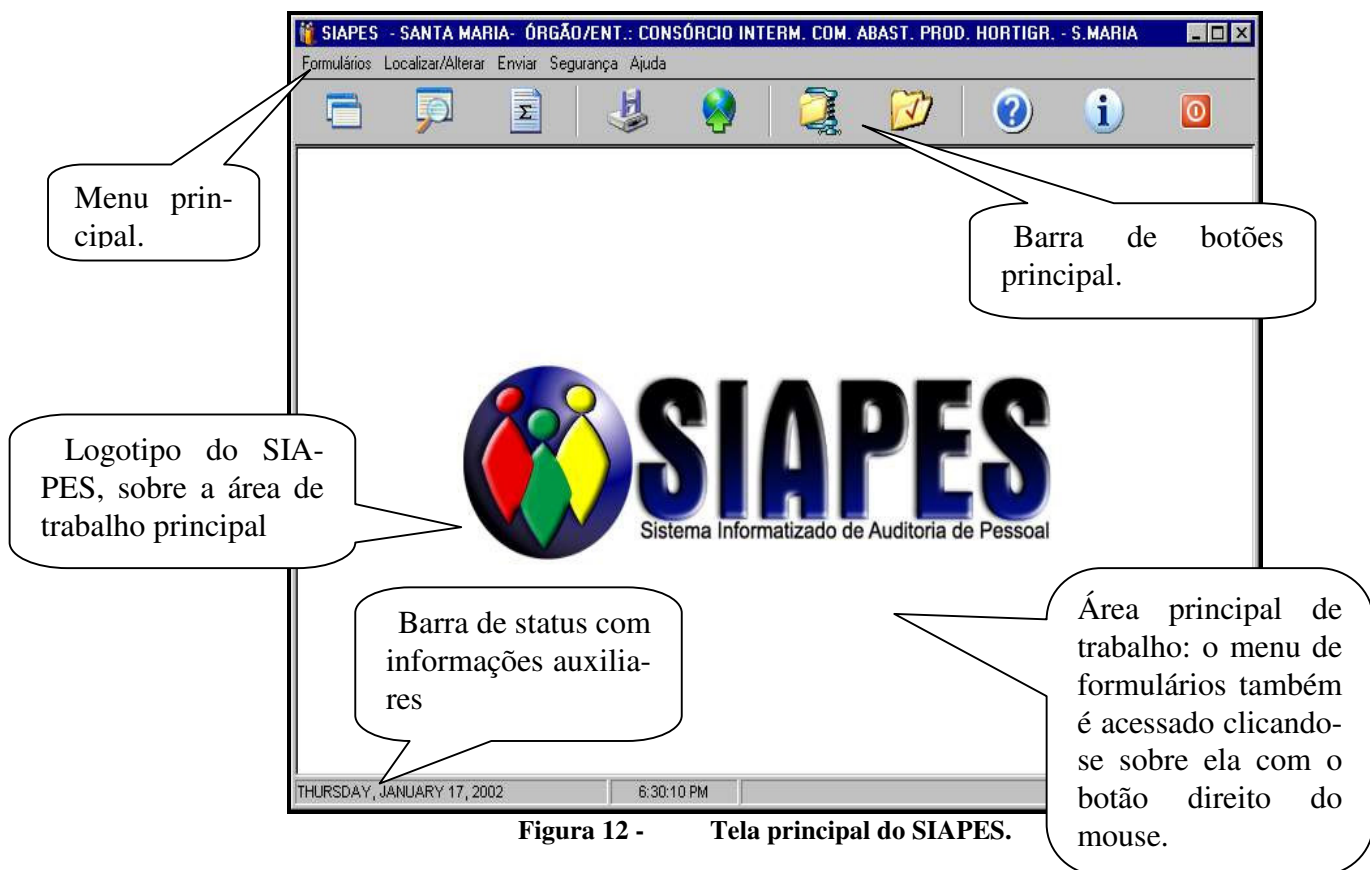 SIAPES - SANTA MARIA- ÓRGÃO/ENT.: CONSÓRCIO INTERM. COM. ABAST. PROD. HORTIGR. - S.MARIA
Formulários Localizar/Alterar Enviar Segurança Ajuda
Menu prin-
cipal.
Barra de botões
principal.
Logotipo do SIA-
PES, sobre a área de
trabalho principal
SIAPES
Sistema Informatizado de Auditoria de Pessoal
Barra de status com
informações auxilia-
res
Área principal de
trabalho: o menu de
formulários também
é acessado clicando-
se sobre ela com o
botão direito do
mouse.
THURSDAY, JANUARY 17, 2002 6:30:10 PM
Figura 12 - Tela principal do SIAPES.